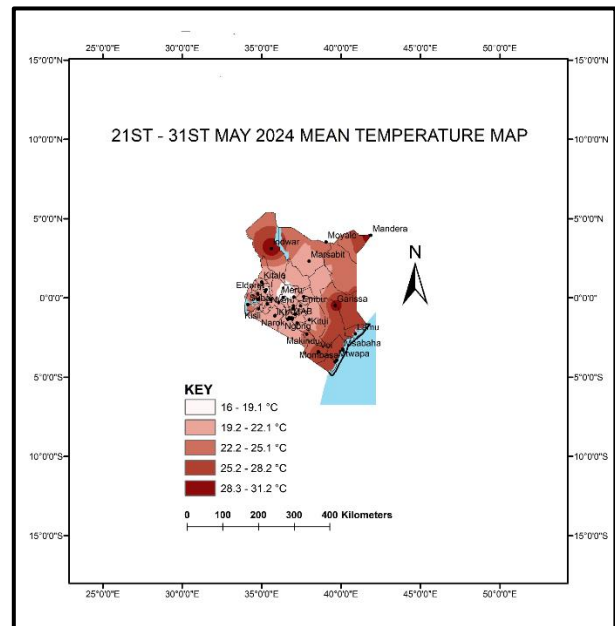 25°0'0"E 30°0'0"E 35°0'0"E 40°0'0"E 45°0'0"E 50°0'0"E
15°0'0"N 15°0'0"N
10°0'0"N 10°0'0"N
21ST - 31ST MAY 2024 MEAN TEMPERATURE MAP
5°0'0"N 5°0'0"N
Mandera
Moyale
N
Lodwar
Marsabit
Kitale
Meru
0°0'0"N 0°0'0"N
Embu
Garissa
Kisii
Narok
Ngong
Kitui
Lamu
Makindu
Voi
Msabaha
Mombasa
Mtwapa
5°0'0"S 5°0'0"S
KEY
16 - 19.1 °C
19.2 - 22.1 °C
22.2 - 25.1 °C
25.2 - 28.2 °C
28.3 - 31.2 °C
10°0'0"S 10°0'0"S
0 100 200 300 400 Kilometers
15°0'0"S 15°0'0"S
25°0'0"E 30°0'0"E 35°0'0"E 40°0'0"E 45°0'0"E 50°0'0"E